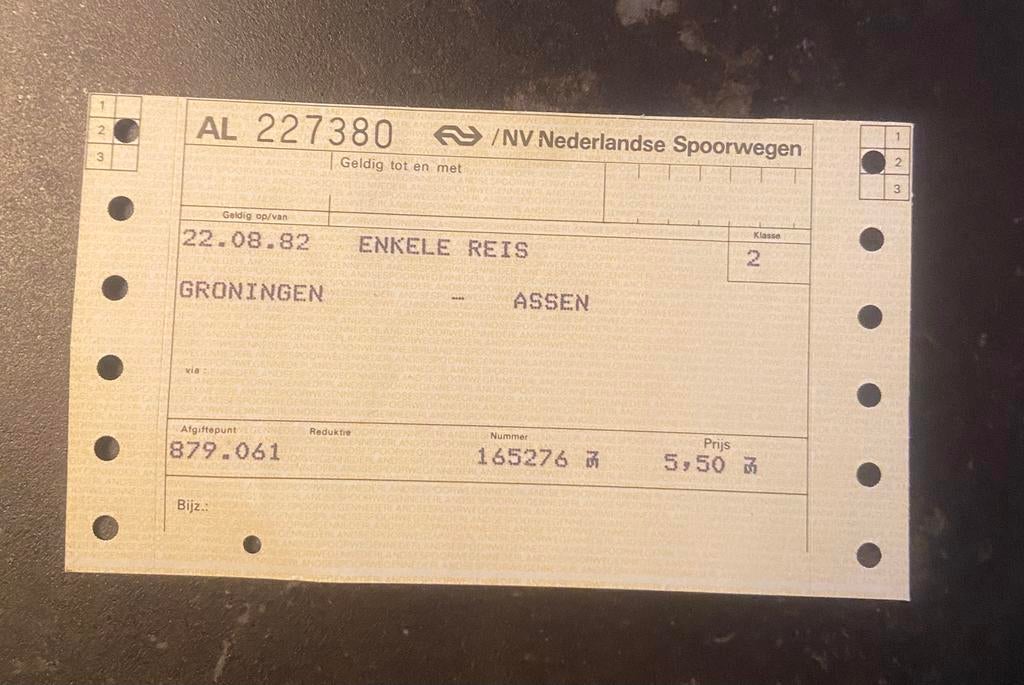 1
2
3
AL 227380 /NV Nederlandse Spoorwegen
1
2
3
Geldig tot en met
Geldig op/van
Klasse
22.08.82 ENKELE REIS 2
GRONINGEN — ASSEN
via:
Afgiftepunt Reduktie Nummer Prijs
879.061 165276 5,50
Bijz.: